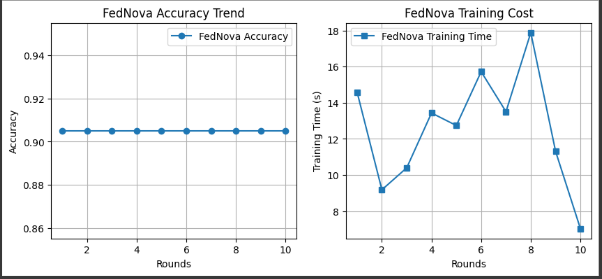 FedNova Accuracy Trend
FedNova Accuracy
0.94
0.92
0.90
0.88
0.86
Accuracy
2
4
6
8
10
Rounds
FedNova Training Cost
FedNova Training Time
18
16
14
12
10
8
Training Time (s)
2
4
6
8
10
Rounds